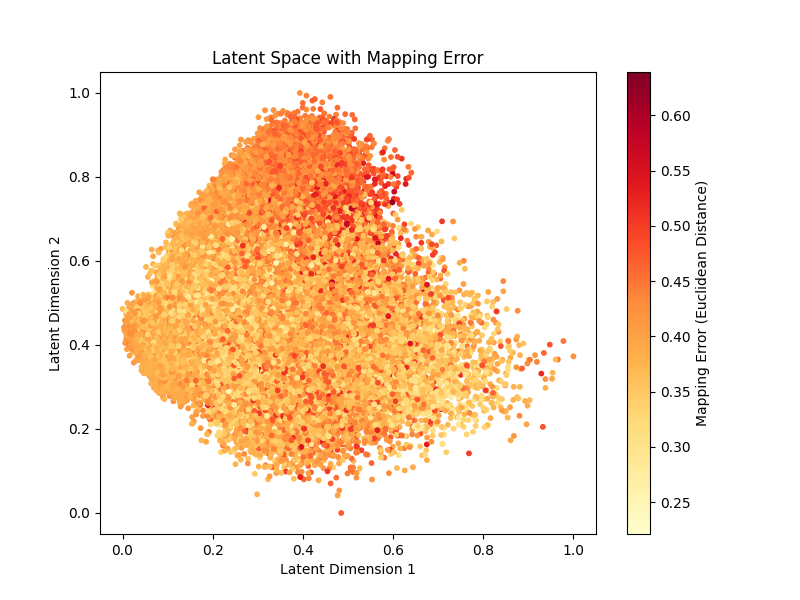 Latent Space with Mapping Error
1.0
0.8
0.6
0.4
0.2
0.0
Latent Dimension 2
0.0 0.2 0.4 0.6 0.8 1.0
Latent Dimension 1
0.60
0.55
0.50
0.45
0.40
0.35
0.30
0.25
Mapping Error (Euclidean Distance)